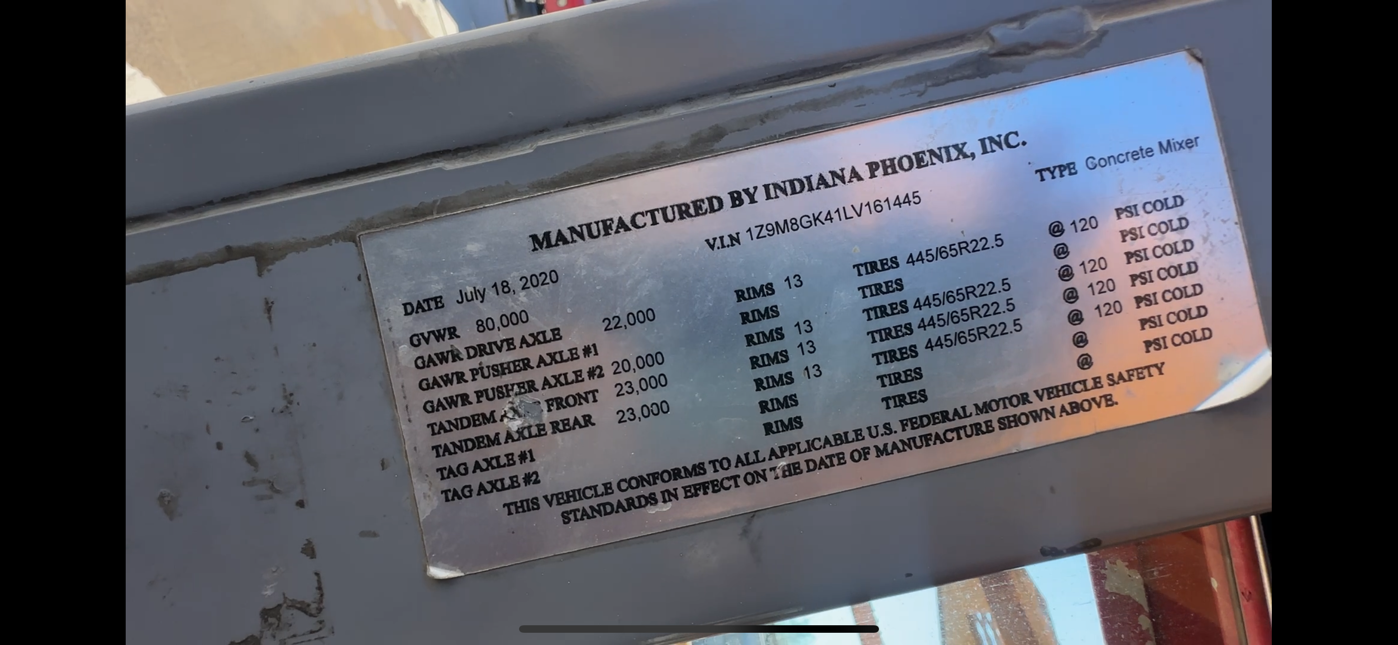 MANUFACTURED BY INDIANA PHOENIX, INC.
DATE July 18, 2020 V.I.N 1Z9M8GK41LV161445 TYPE Concrete Mixer
GVWR 80,000
GAWR DRIVE AXLE 22,000 RIMS 13 TIRES 445/65R22.5 @ 120 PSI COLD
GAWR PUSHER AXLE #1 RIMS TIRES @ PSI COLD
GAWR PUSHER AXLE #2 20,000 RIMS 13 TIRES 445/65R22.5 @ 120 PSI COLD
TANDEM FRONT 23,000 RIMS 13 TIRES 445/65R22.5 @ 120 PSI COLD
TANDEM AXLE REAR 23,000 RIMS 13 TIRES 445/65R22.5 @ 120 PSI COLD
TAG AXLE #1 RIMS TIRES @ PSI COLD
TAG AXLE #2 RIMS TIRES @ PSI COLD
THIS VEHICLE CONFORMS TO ALL APPLICABLE U.S. FEDERAL MOTOR VEHICLE SAFETY
STANDARDS IN EFFECT ON THE DATE OF MANUFACTURE SHOWN ABOVE.